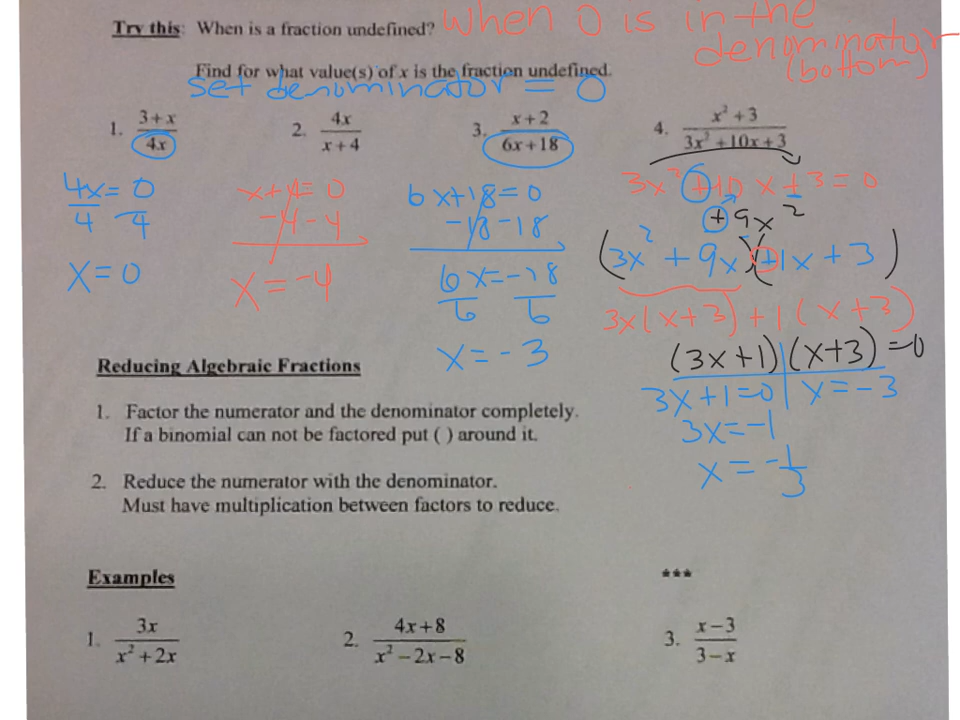 Try this: When is a fraction undefined? When 0 is in the
denominatur
(bottom)
Find for what value(s) of x is the fraction undefined.
set denominator = 0
1. 3+x / 4x
2. 4x / x+4
3. x+2 / 6x+18
4. x²+3 / 3x²+10x+3
4x = 0
4 4
x = 0
x+4 = 0
-4 -4
x = -4
6x+18=0
-18 -18
6x = -18
6 6
x = -3
3x² +10x+3=0
+9x²
(3x² + 9x)(+1x+3)
3x(x+3)+1(x+3)
(3x+1)(x+3)=0
3x+1=0 | x=-3
3x=-1
x = -1/3
Reducing Algebraic Fractions
1. Factor the numerator and the denominator completely.
If a binomial can not be factored put ( ) around it.
2. Reduce the numerator with the denominator.
Must have multiplication between factors to reduce.
Examples ***
1. 3x / x²+2x
2. 4x+8 / x²-2x-8
3. x-3 / 3-x